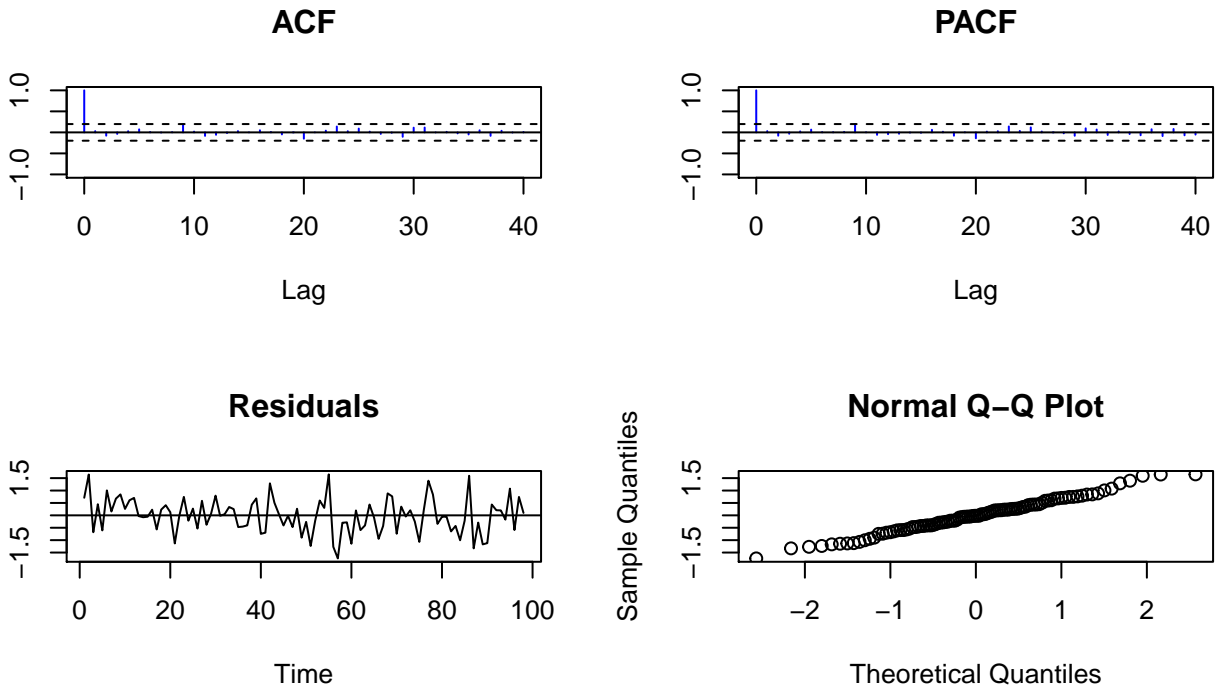 ACF
1.0
−1.0
0 10 20 30 40
Lag
PACF
1.0
−1.0
0 10 20 30 40
Lag
Residuals
1.5
−1.5
0 20 40 60 80 100
Time
Normal Q−Q Plot
Sample Quantiles
1.5
−1.5
−2 −1 0 1 2
Theoretical Quantiles